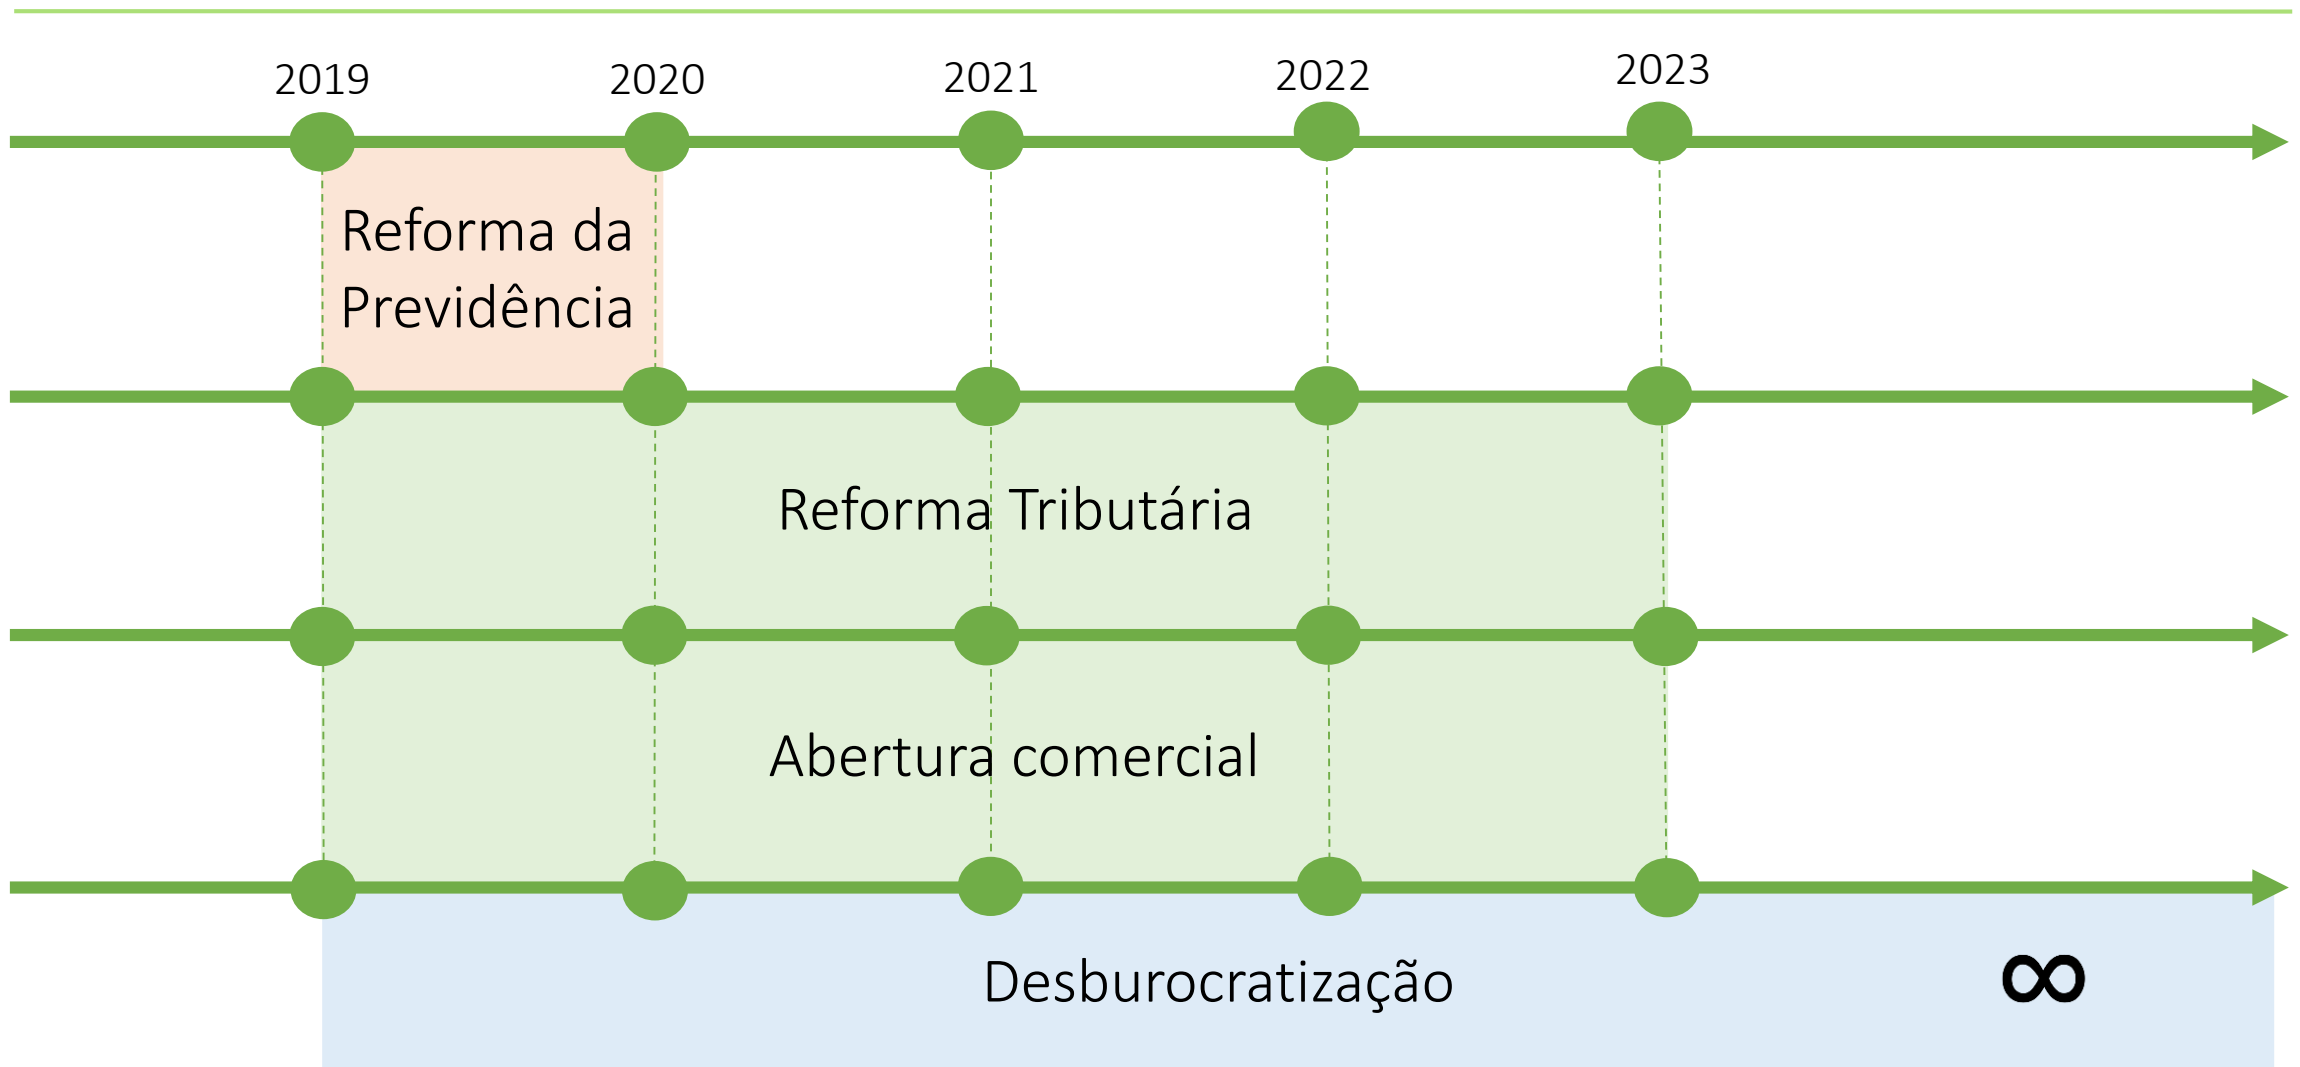 2019 2020 2021 2022 2023
Reforma da
Previdência
Reforma Tributária
Abertura comercial
Desburocratização ∞